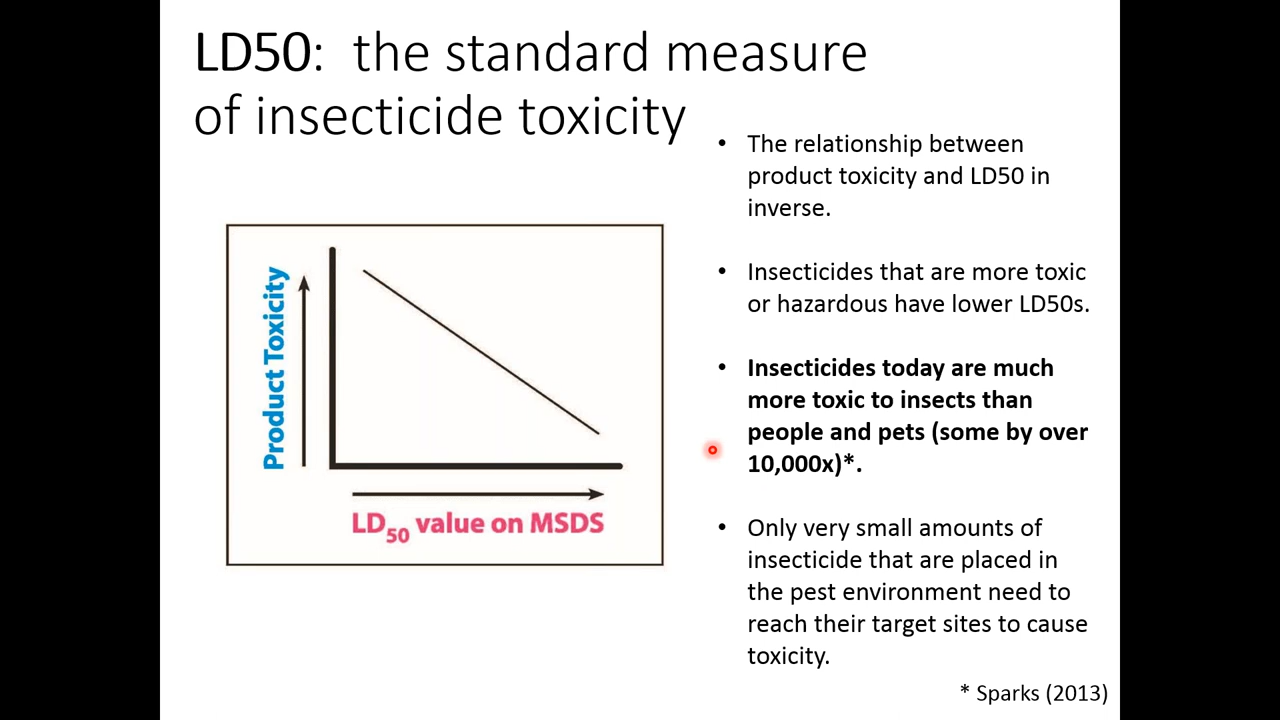 LD50:  the standard measure
of insecticide toxicity
• The relationship between
product toxicity and LD50 in
inverse.
• Insecticides that are more toxic
or hazardous have lower LD50s.
• Insecticides today are much
more toxic to insects than
people and pets (some by over
10,000x)*.
• Only very small amounts of
insecticide that are placed in
the pest environment need to
reach their target sites to cause
toxicity.
Product Toxicity
LD50 value on MSDS
* Sparks (2013)